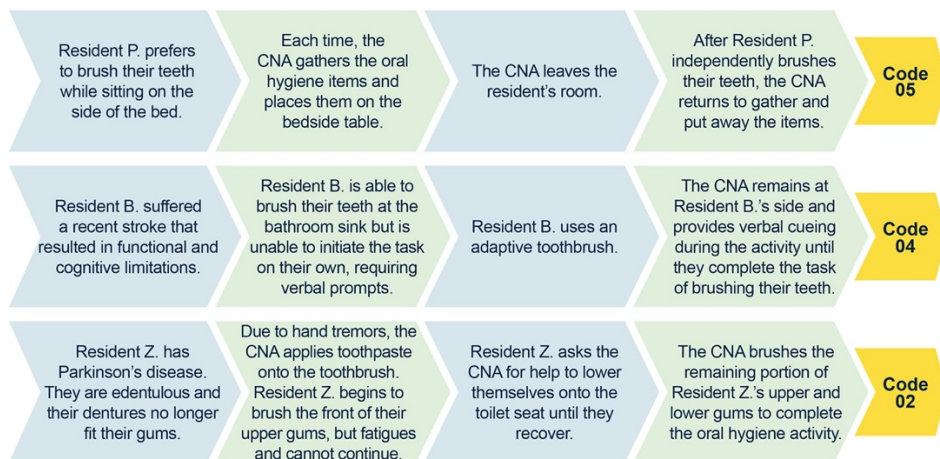 Resident P. prefers
to brush their teeth
while sitting on the
side of the bed.
Each time, the
CNA gathers the oral
hygiene items and
places them on the
bedside table.
The CNA leaves the
resident's room.
After Resident P.
independently brushes
their teeth, the CNA
returns to gather and
put away the items.
Code
05
Resident B. suffered
a recent stroke that
resulted in functional and
cognitive limitations.
Resident B. is able to
brush their teeth at the
bathroom sink but is
unable to initiate the task
on their own, requiring
verbal prompts.
Resident B. uses an
adaptive toothbrush.
The CNA remains at
Resident B.'s side and
provides verbal cueing
during the activity until
they complete the task
of brushing their teeth.
Code
04
Resident Z. has
Parkinson's disease.
They are edentulous and
their dentures no longer
fit their gums.
Due to hand tremors, the
CNA applies toothpaste
onto the toothbrush.
Resident Z. begins to
brush the front of their
upper gums, but fatigues
and cannot continue.
Resident Z. asks the
CNA for help to lower
themselves onto the
toilet seat until they
recover.
The CNA brushes the
remaining portion of
Resident Z.'s upper and
lower gums to complete
the oral hygiene activity.
Code
02